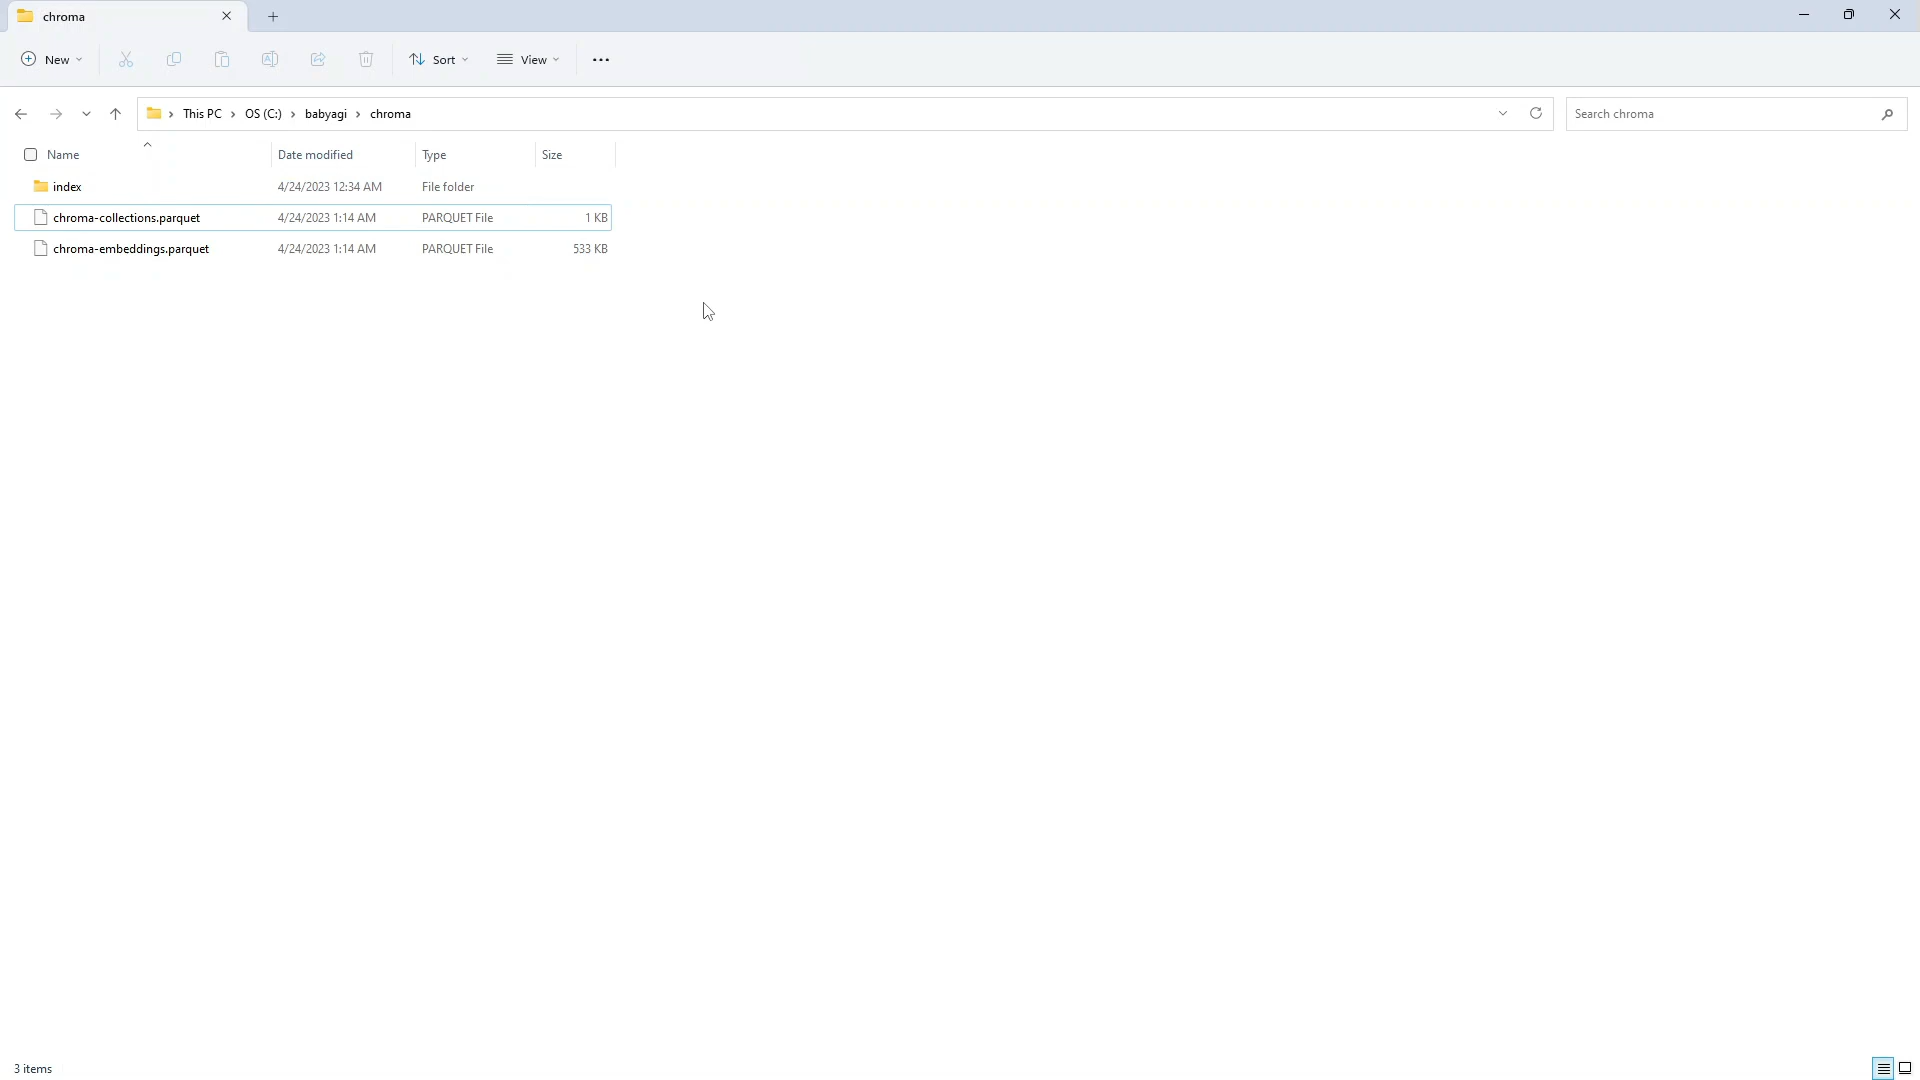 chroma
New
Sort
View
This PC > OS (C:) > babyagi > chroma
Search chroma
Name Date modified Type Size
index 4/24/2023 12:34 AM File folder
chroma-collections.parquet 4/24/2023 1:14 AM PARQUET File 1 KB
chroma-embeddings.parquet 4/24/2023 1:14 AM PARQUET File 533 KB
3 items